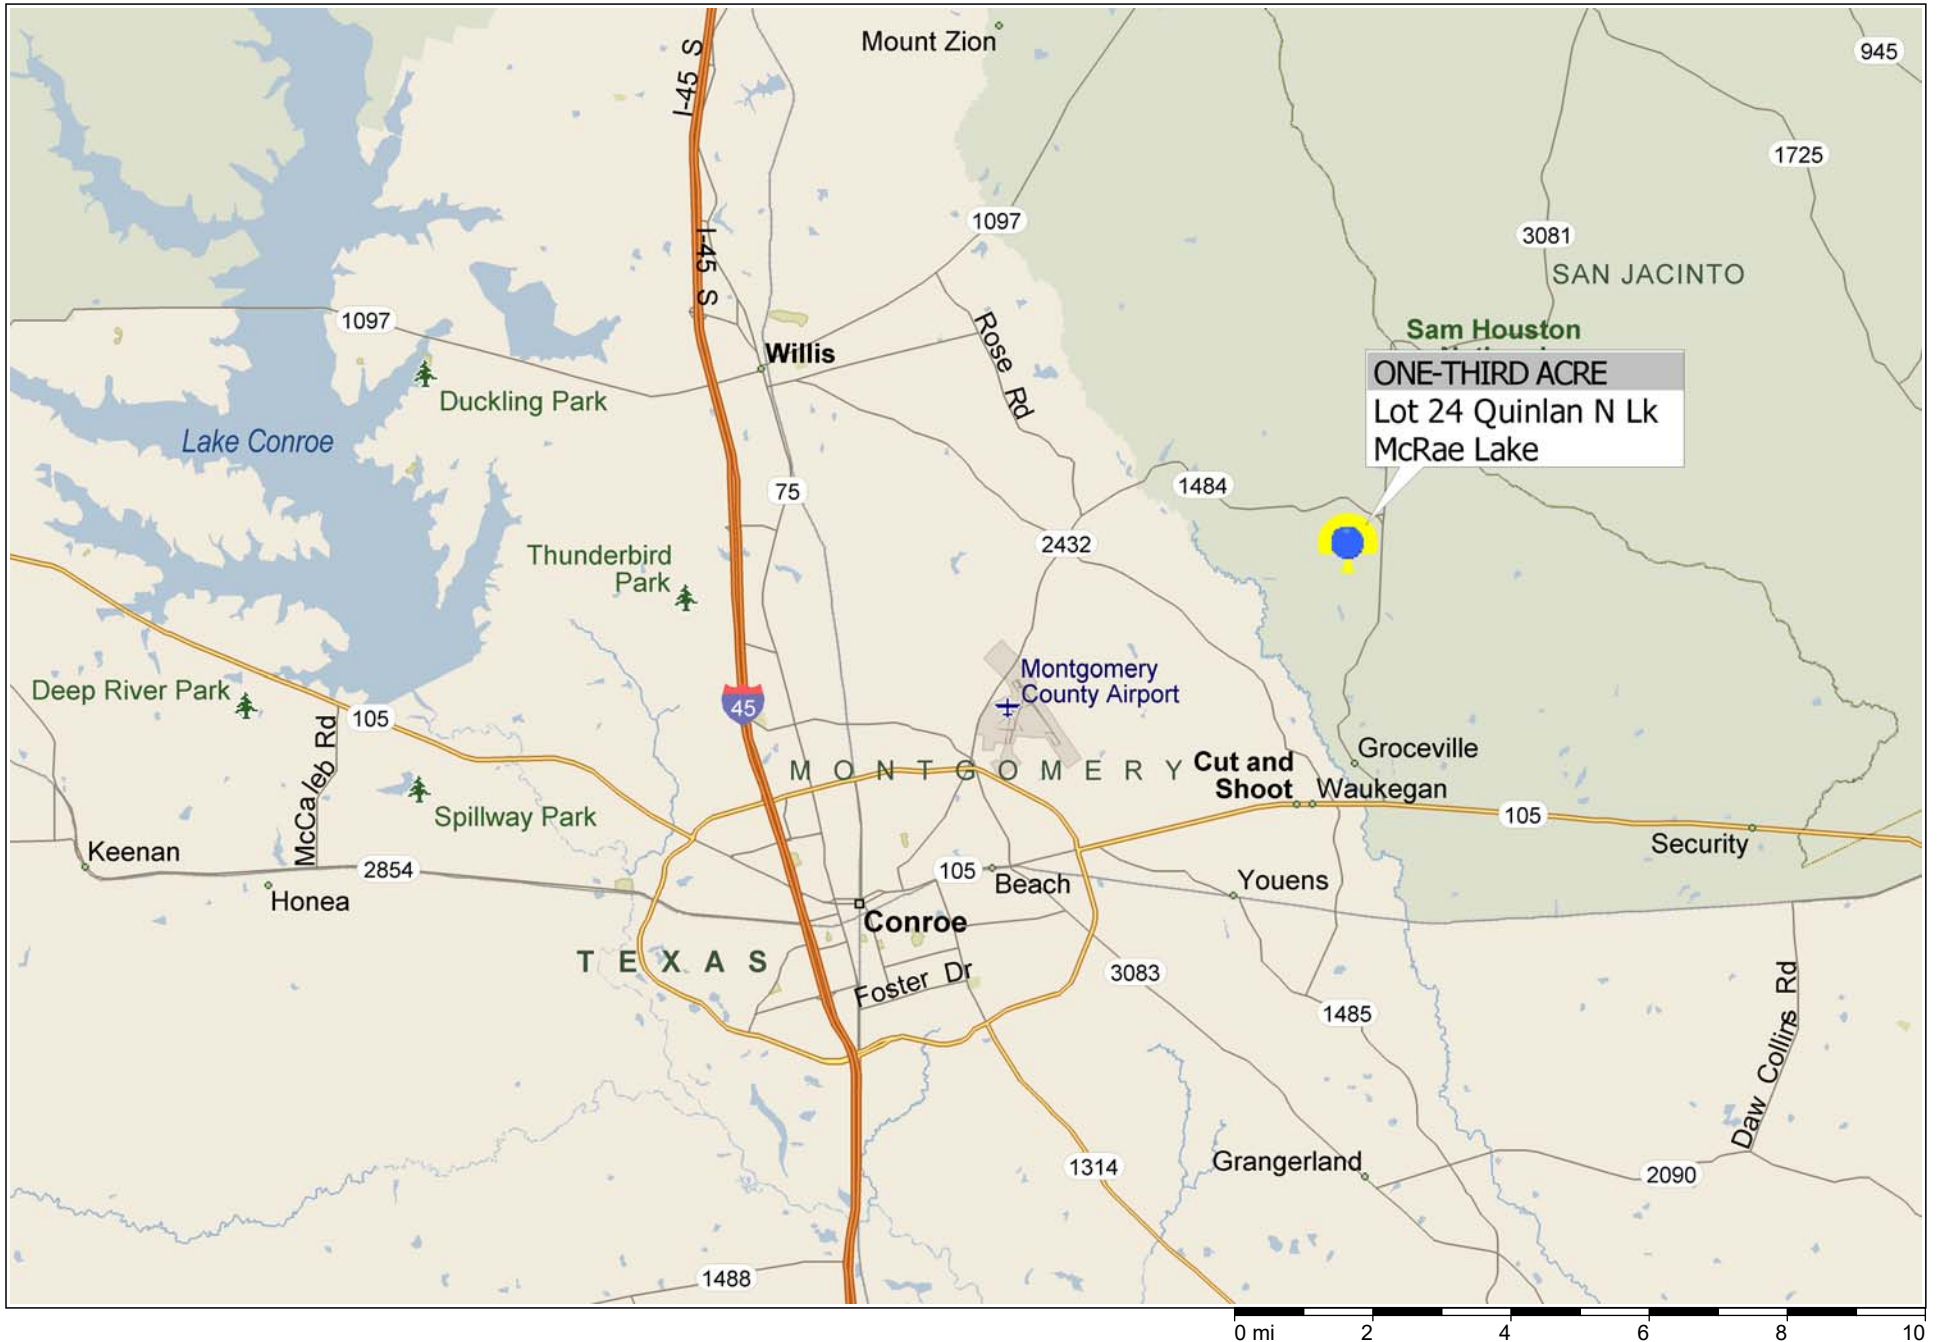 Mount Zion
945
I-45 S
1725
1097
3081
I-45 S
SAN JACINTO
1097
Sam Houston
Rose Rd
Willis
ONE-THIRD ACRE
Lot 24 Quinlan N Lk
McRae Lake
Duckling Park
Lake Conroe
75
1484
2432
Thunderbird
Park
Montgomery
County Airport
Deep River Park
45
105
McCaleb Rd
Groceville
MONTGOMERY
Cut and
Shoot
Waukegan
Spillway Park
105
Security
Keenan
2854
105
Beach
Youens
Honea
Conroe
TEXAS
3083
Foster Dr
1485
Daw Collins Rd
1314
Grangerland
2090
1488
0 mi 2 4 6 8 10